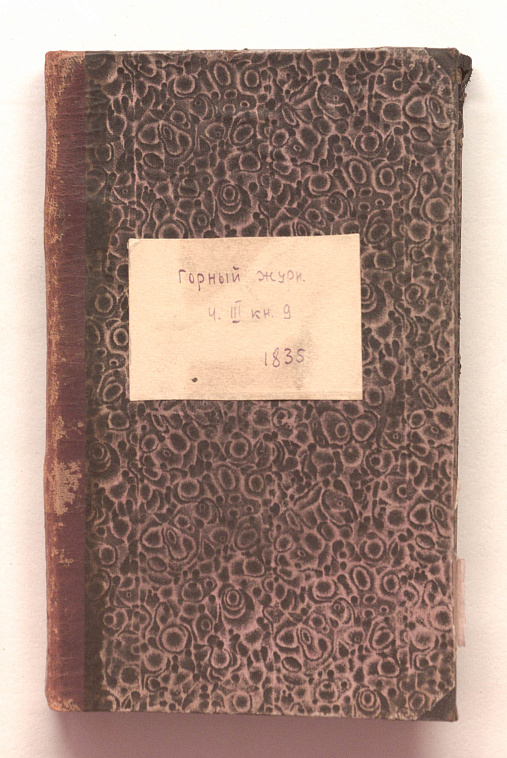 Горный журн.
ч. III кн. 9
1835